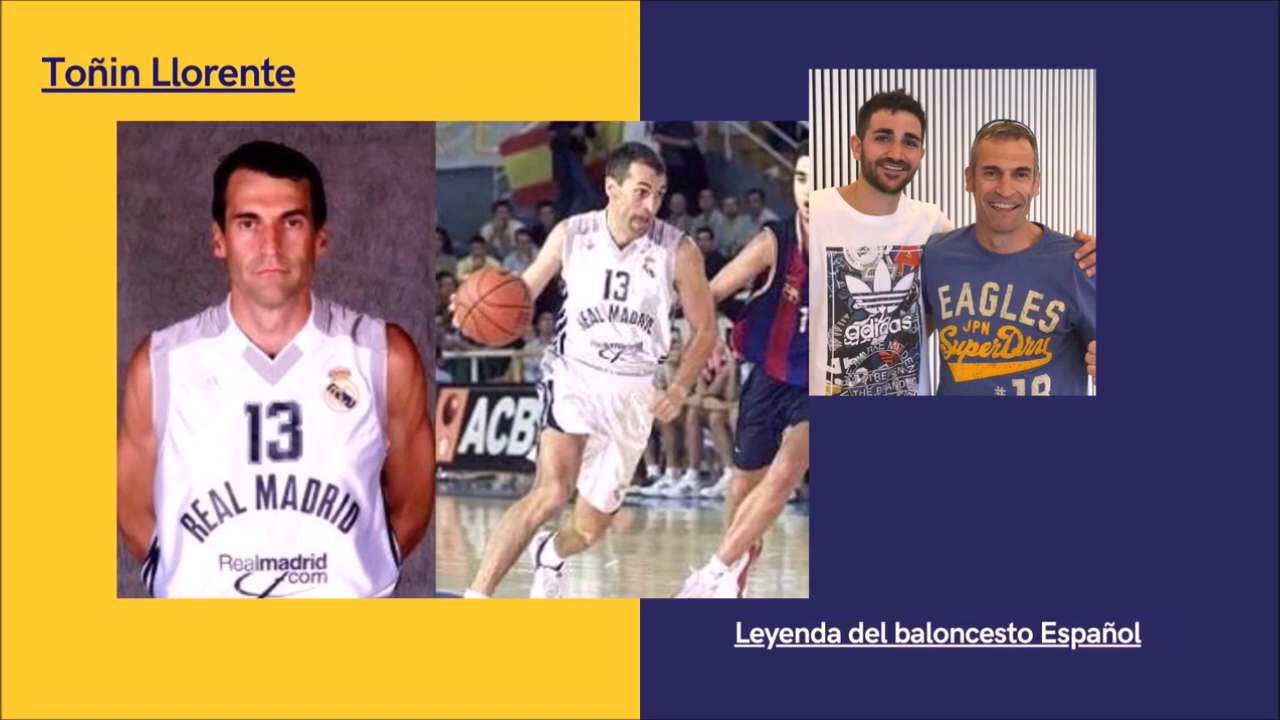 Toñin Llorente
13
REAL MADRID
Realmadrid
.com
13
REAL MADRID
ACB
adidas
EAGLES
JPN
SuperDry
#18
Leyenda del baloncesto Español